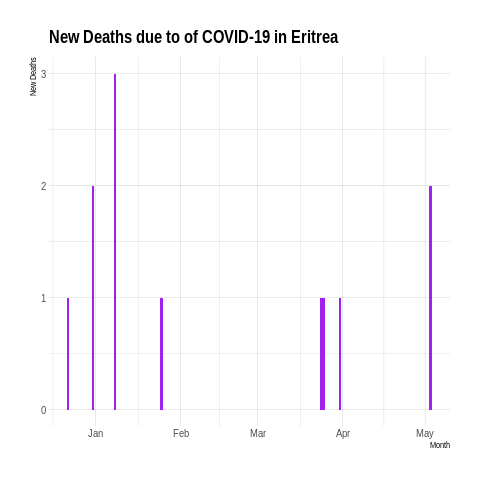 New Deaths due to of COVID-19 in Eritrea
New Deaths
3
2
1
0
Jan Feb Mar Apr May
Month